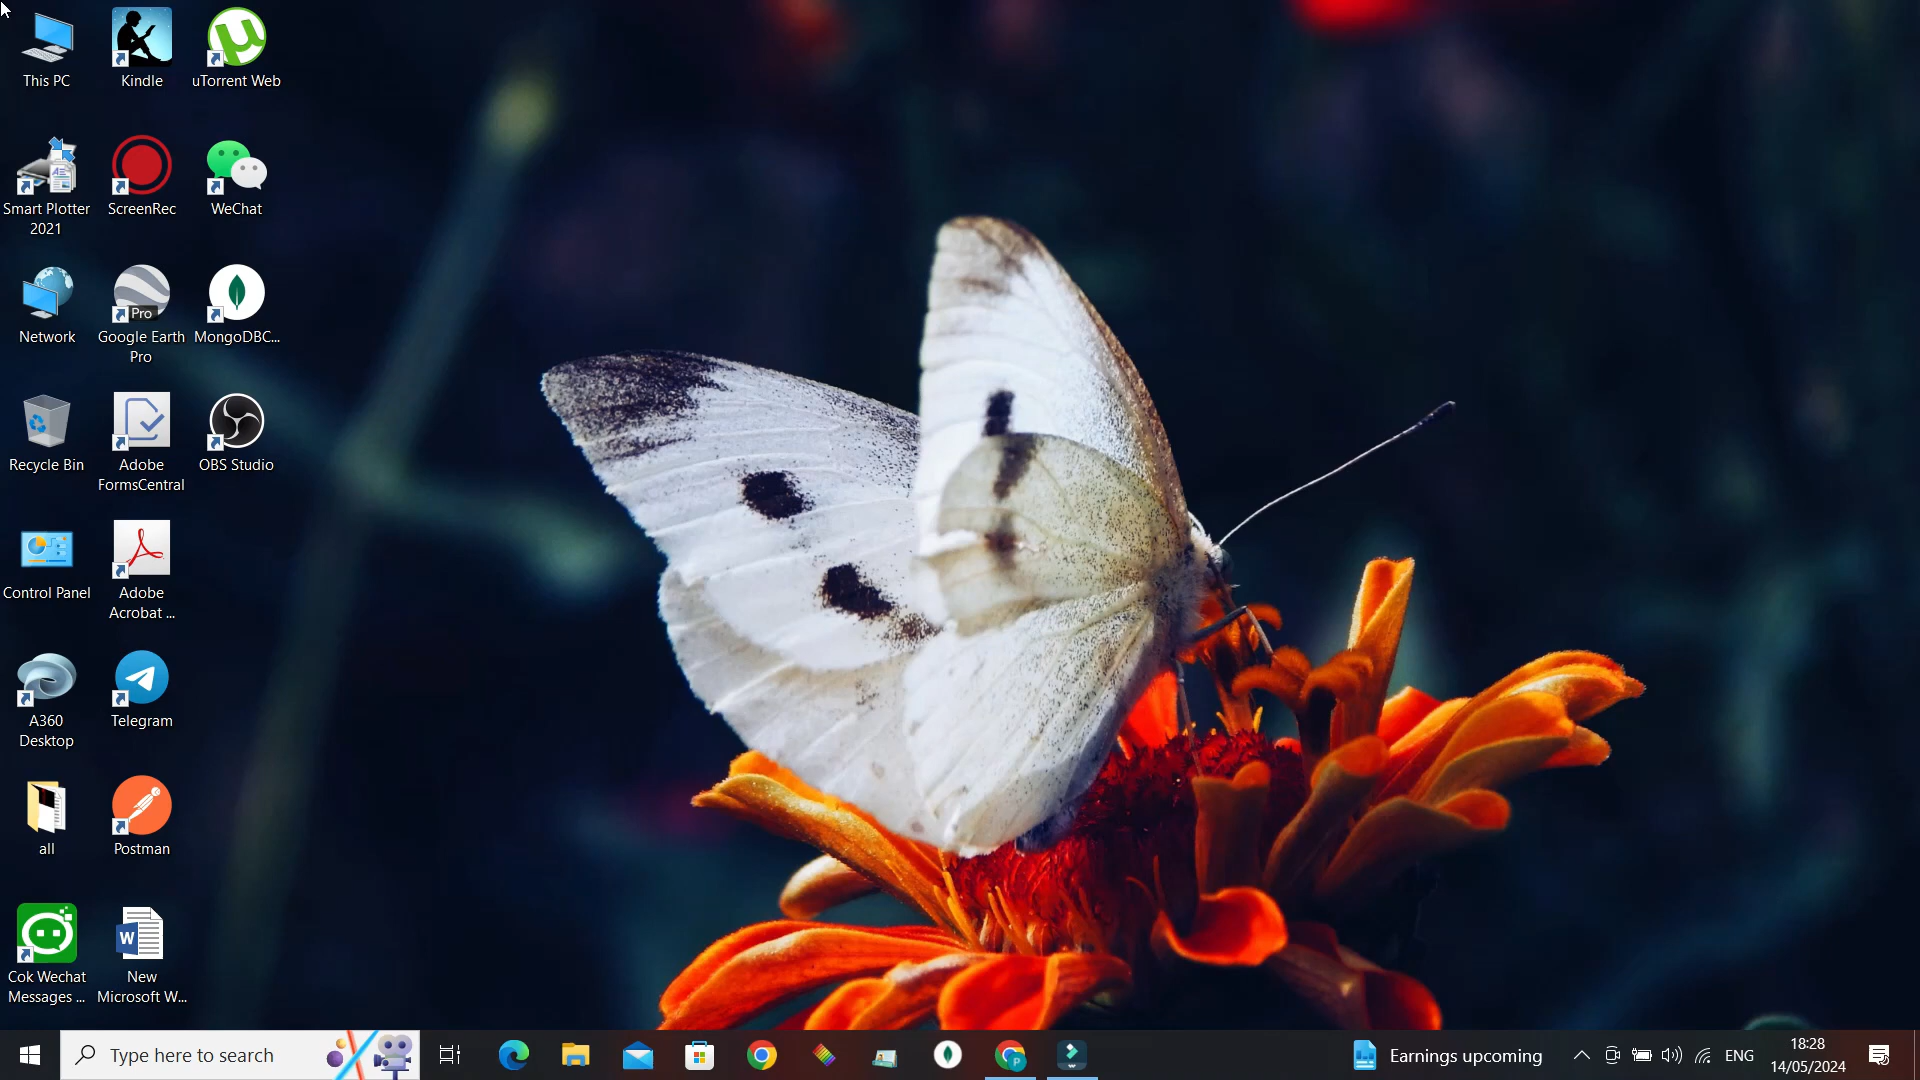 This PC
Kindle
uTorrent Web
Smart Plotter
2021
ScreenRec
WeChat
Network
Pro
Google Earth
Pro
MongoDBC...
Recycle Bin
Adobe
FormsCentral
OBS Studio
Control Panel
Adobe
Acrobat ...
A360
Desktop
Telegram
all
Postman
Cok Wechat
Messages ...
W
New
Microsoft W...
Type here to search
P
Earnings upcoming
ENG
18:28
14/05/2024